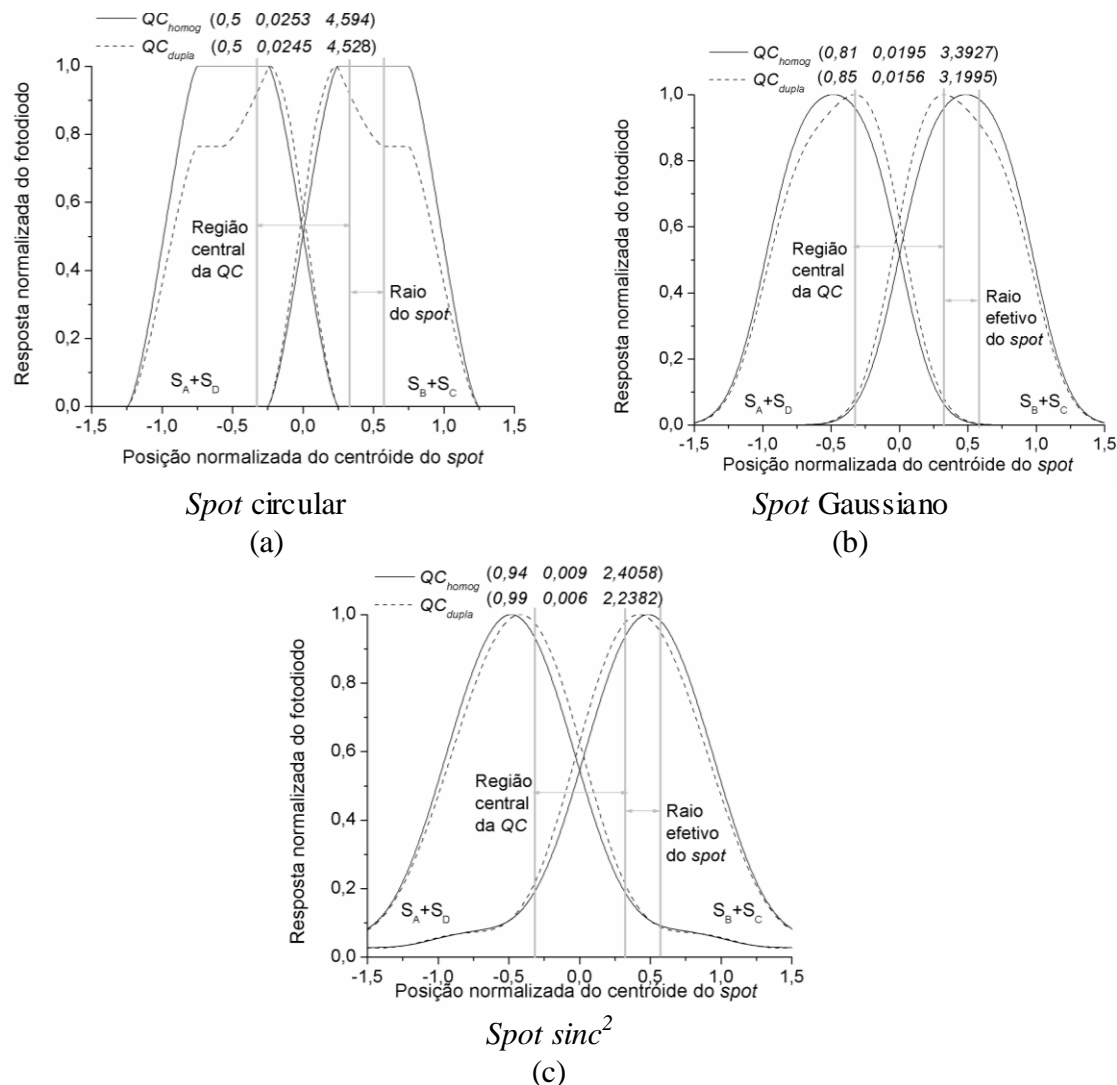 QC_homog (0,5 0,0253 4,594)
QC_dupla (0,5 0,0245 4,528)
Resposta normalizada do fotodiodo
1,0
0,8
0,6
0,4
0,2
0,0
Região
central
da QC
Raio
do spot
S_A+S_D
S_B+S_C
-1,5 -1,0 -0,5 0,0 0,5 1,0 1,5
Posição normalizada do centróide do spot
Spot circular
(a)
QC_homog (0,81 0,0195 3,3927)
QC_dupla (0,85 0,0156 3,1995)
Resposta normalizada do fotodiodo
1,0
0,8
0,6
0,4
0,2
0,0
Região
central
da QC
Raio
efetivo
do spot
S_A+S_D
S_B+S_C
-1,5 -1,0 -0,5 0,0 0,5 1,0 1,5
Posição normalizada do centróide do spot
Spot Gaussiano
(b)
QC_homog (0,94 0,009 2,4058)
QC_dupla (0,99 0,006 2,2382)
Resposta normalizada do fotodiodo
1,0
0,8
0,6
0,4
0,2
0,0
Região
central
da QC
Raio
efetivo
do spot
S_A+S_D
S_B+S_C
-1,5 -1,0 -0,5 0,0 0,5 1,0 1,5
Posição normalizada do centróide do spot
Spot sinc²
(c)